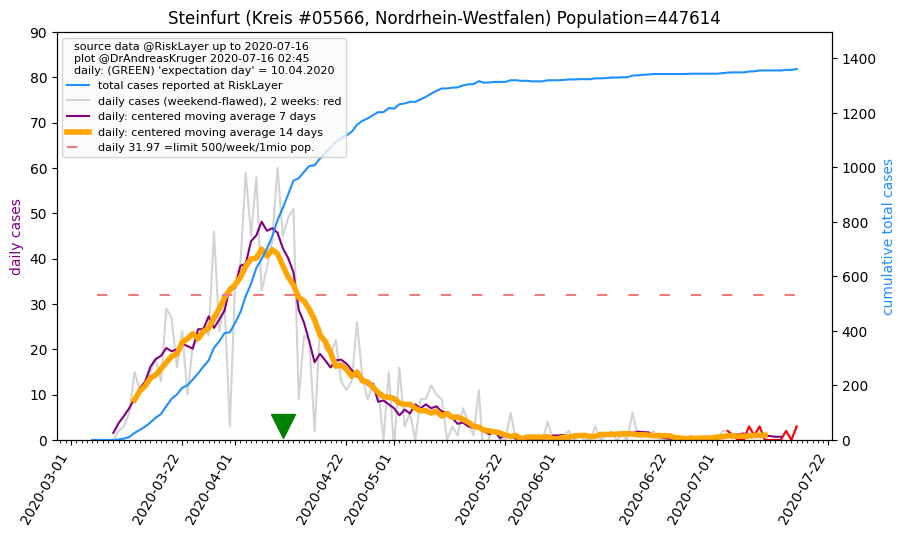 Steinfurt (Kreis #05566, Nordrhein-Westfalen) Population=447614
source data @RiskLayer up to 2020-07-16
plot @DrAndreasKruger 2020-07-16 02:45
daily: (GREEN) 'expectation day' = 10.04.2020
total cases reported at RiskLayer
daily cases (weekend-flawed), 2 weeks: red
daily: centered moving average 7 days
daily: centered moving average 14 days
daily 31.97 =limit 500/week/1mio pop.
daily cases
90
80
70
60
50
40
30
20
10
0
1400
1200
1000
800
600
400
200
0
cumulative total cases
2020-03-01
2020-03-22
2020-04-01
2020-04-22
2020-05-01
2020-05-22
2020-06-01
2020-06-22
2020-07-01
2020-07-22